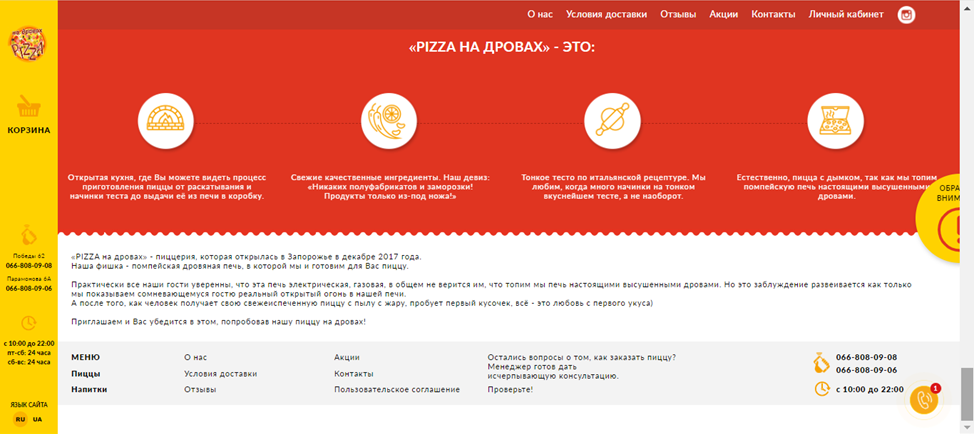 О нас Условия доставки Отзывы Акции Контакты Личный кабинет
«PIZZA НА ДРОВАХ» - ЭТО:
PIZZA
КОРЗИНА
Открытая кухня, где Вы можете видеть процесс
приготовления пиццы от раскатывания и
начинки теста до выдачи её из печи в коробку.
Свежие качественные ингредиенты. Наш девиз:
«Никаких полуфабрикатов и заморозки!
Продукты только из-под ножа!»
Тонкое тесто по итальянской рецептуре. Мы
любим, когда много начинки на тонком
вкуснейшем тесте, а не наоборот.
Естественно, пицца с дымком, так как мы топим
помпейскую печь настоящими высушенными
дровами.
ОБРА
ВНИМ
Победы 62
066-808-09-08
Парамонова 6А
066-808-09-06
с 10:00 до 22:00
пт-сб: 24 часа
сб-вс: 24 часа
ЯЗЫК САЙТА
RU UA
«PIZZA на дровах» - пиццерия, которая открылась в Запорожье в декабре 2017 года.
Наша фишка - помпейская дровяная печь, в которой мы и готовим для Вас пиццу.
Практически все наши гости уверенны, что эта печь электрическая, газовая, в общем не верится им, что топим мы печь настоящими высушенными дровами. Но это заблуждение развеивается как только
мы показываем сомневающемуся гостю реальный открытый огонь в нашей печи.
А после того, как человек получает свою свежеиспеченную пиццу с пылу с жару, пробует первый кусочек, всё - это любовь с первого укуса)
Приглашаем и Вас убедится в этом, попробовав нашу пиццу на дровах!
МЕНЮ
Пиццы
Напитки
О нас
Условия доставки
Отзывы
Акции
Контакты
Пользовательское соглашение
Остались вопросы о том, как заказать пиццу?
Менеджер готов дать
исчерпывающую консультацию.
Проверьте!
066-808-09-08
066-808-09-06
с 10:00 до 22:00
1